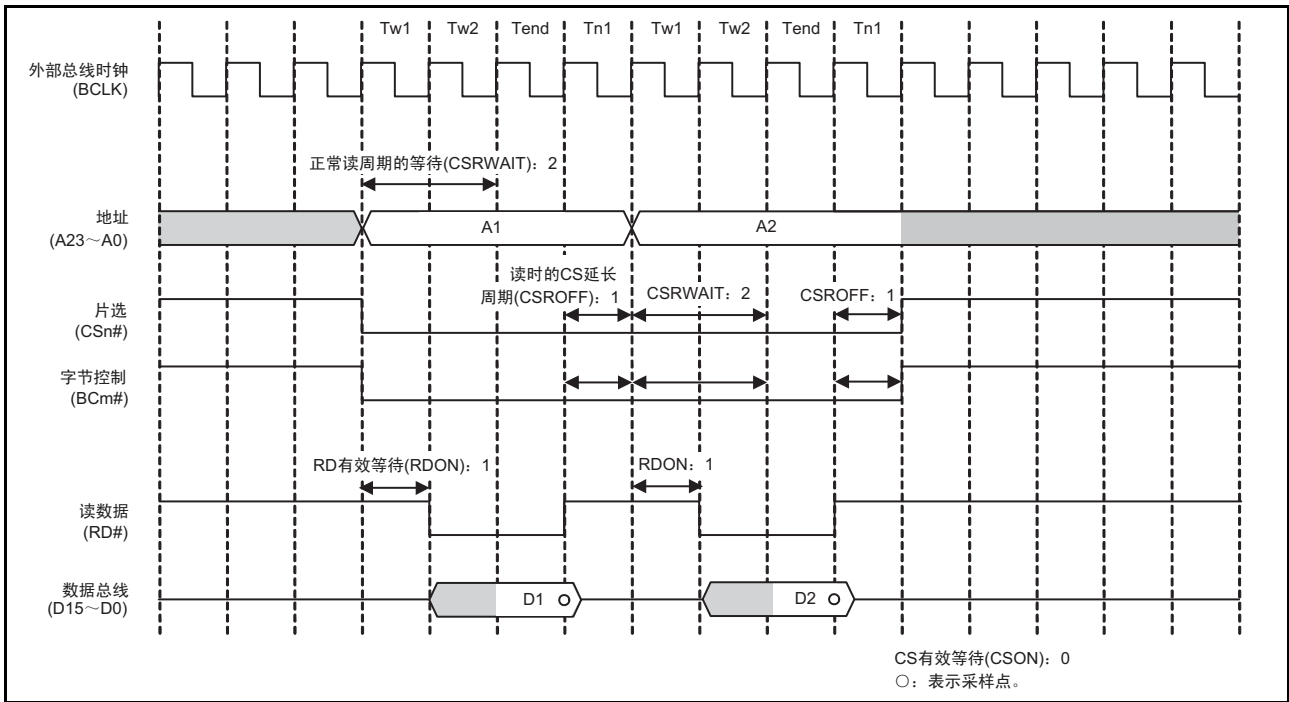 Tw1 Tw2 Tend Tn1 Tw1 Tw2 Tend Tn1
外部总线时钟
(BCLK)
正常读周期的等待(CSRWAIT)：2
地址
(A23～A0)
A1
A2
读时的CS延长
周期(CSROFF)：1
CSRWAIT：2
CSROFF：1
片选
(CSn#)
字节控制
(BCm#)
RD有效等待(RDON)：1
RDON：1
读数据
(RD#)
数据总线
(D15～D0)
D1
D2
CS有效等待(CSON)：0
○：表示采样点。